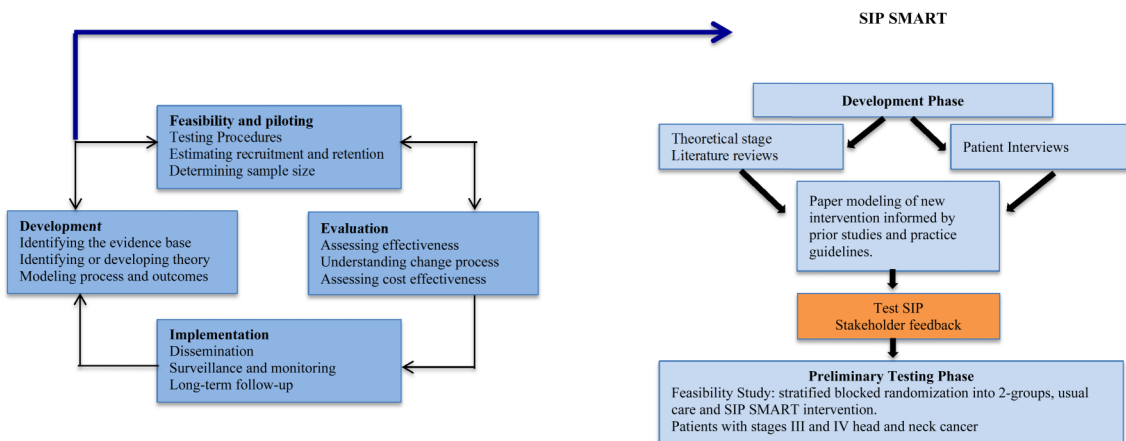 SIP SMART
Feasibility and piloting
Testing Procedures
Estimating recruitment and retention
Determining sample size
Development
Identifying the evidence base
Identifying or developing theory
Modeling process and outcomes
Evaluation
Assessing effectiveness
Understanding change process
Assessing cost effectiveness
Implementation
Dissemination
Surveillance and monitoring
Long-term follow-up
Development Phase
Theoretical stage
Literature reviews
Patient Interviews
Paper modeling of new
intervention informed by
prior studies and practice
guidelines.
Test SIP
Stakeholder feedback
Preliminary Testing Phase
Feasibility Study: stratified blocked randomization into 2-groups, usual
care and SIP SMART intervention.
Patients with stages III and IV head and neck cancer